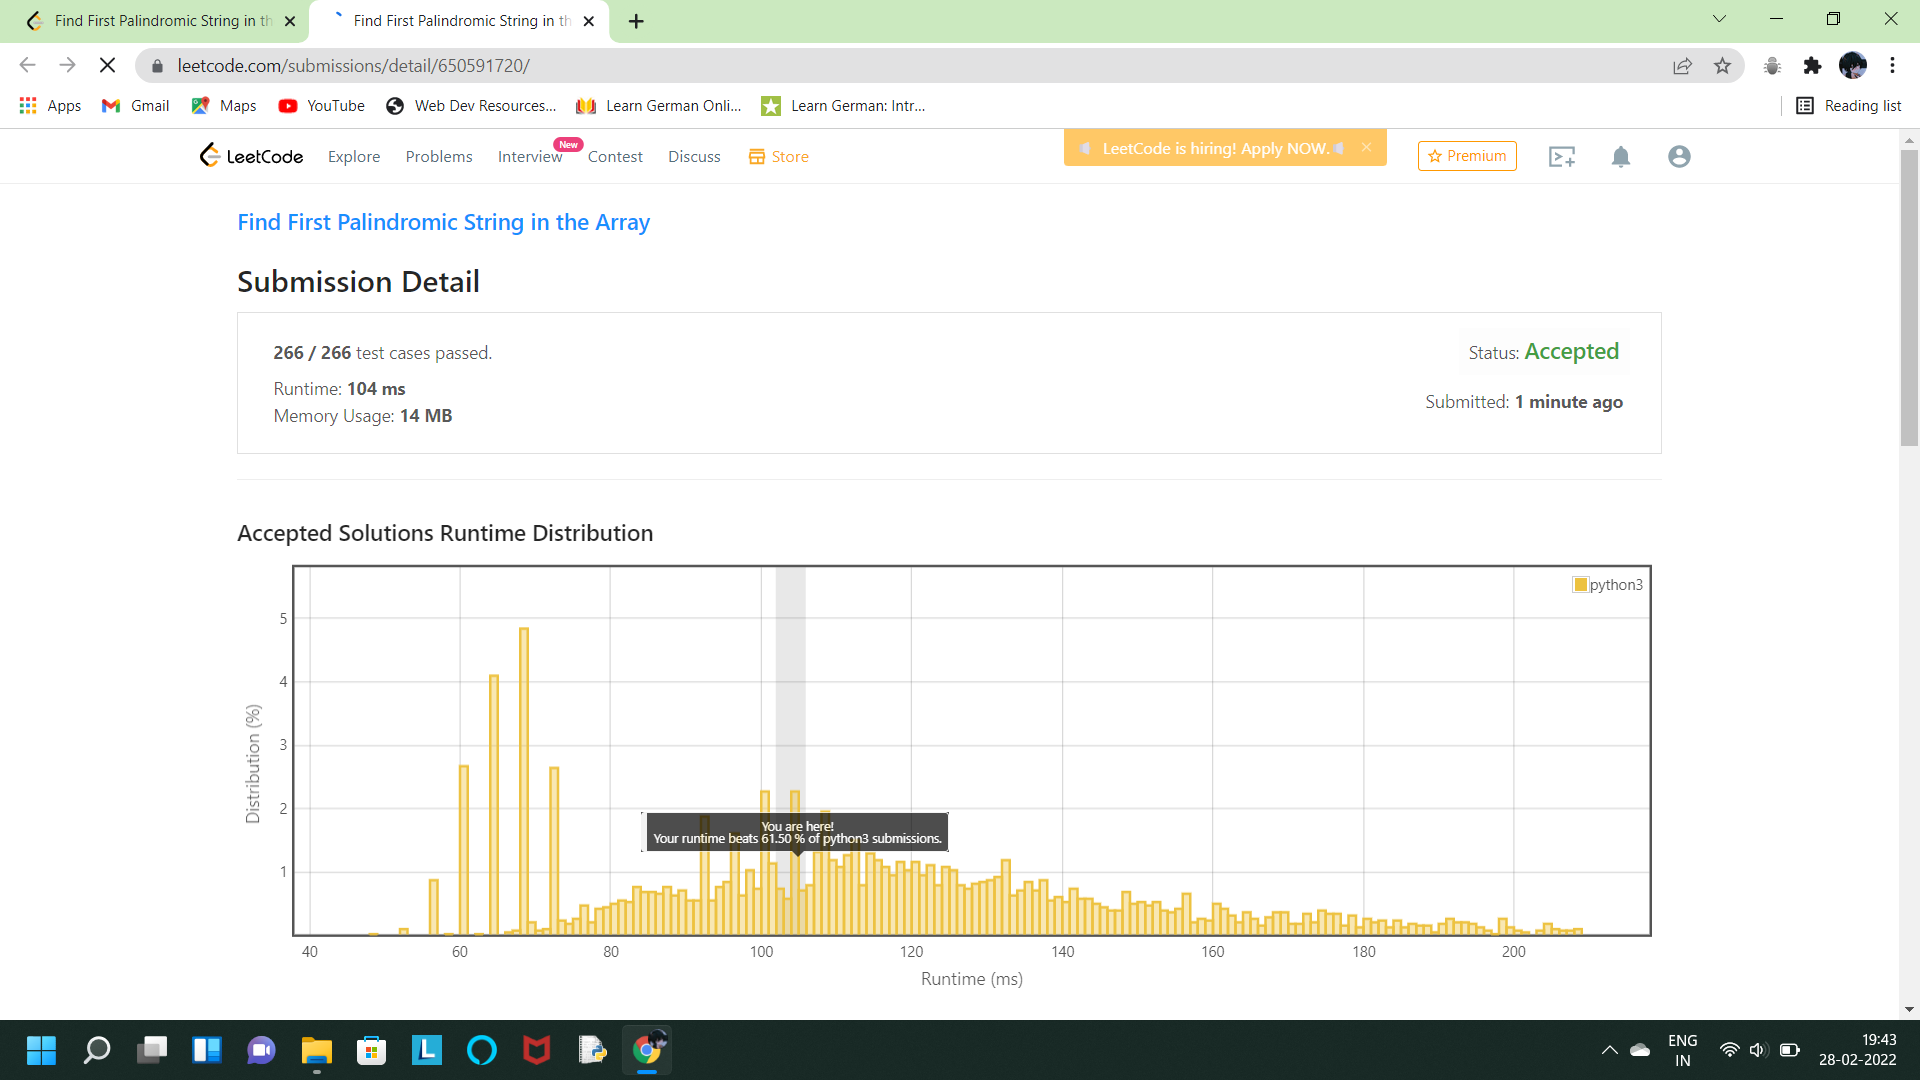 Find First Palindromic String in th
Find First Palindromic String in th
leetcode.com/submissions/detail/650591720/
Apps
Gmail
Maps
YouTube
Web Dev Resources...
Learn German Onli...
Learn German: Intr...
Reading list
LeetCode
Explore
Problems
Interview
New
Contest
Discuss
Store
LeetCode is hiring! Apply NOW.
Premium
Find First Palindromic String in the Array
Submission Detail
266 / 266 test cases passed.
Status: Accepted
Runtime: 104 ms
Submitted: 1 minute ago
Memory Usage: 14 MB
Accepted Solutions Runtime Distribution
python3
5
4
3
2
1
Distribution (%)
You are here!
Your runtime beats 61.50 % of python3 submissions.
40 60 80 100 120 140 160 180 200
Runtime (ms)
L
ENG
IN
19:43
28-02-2022